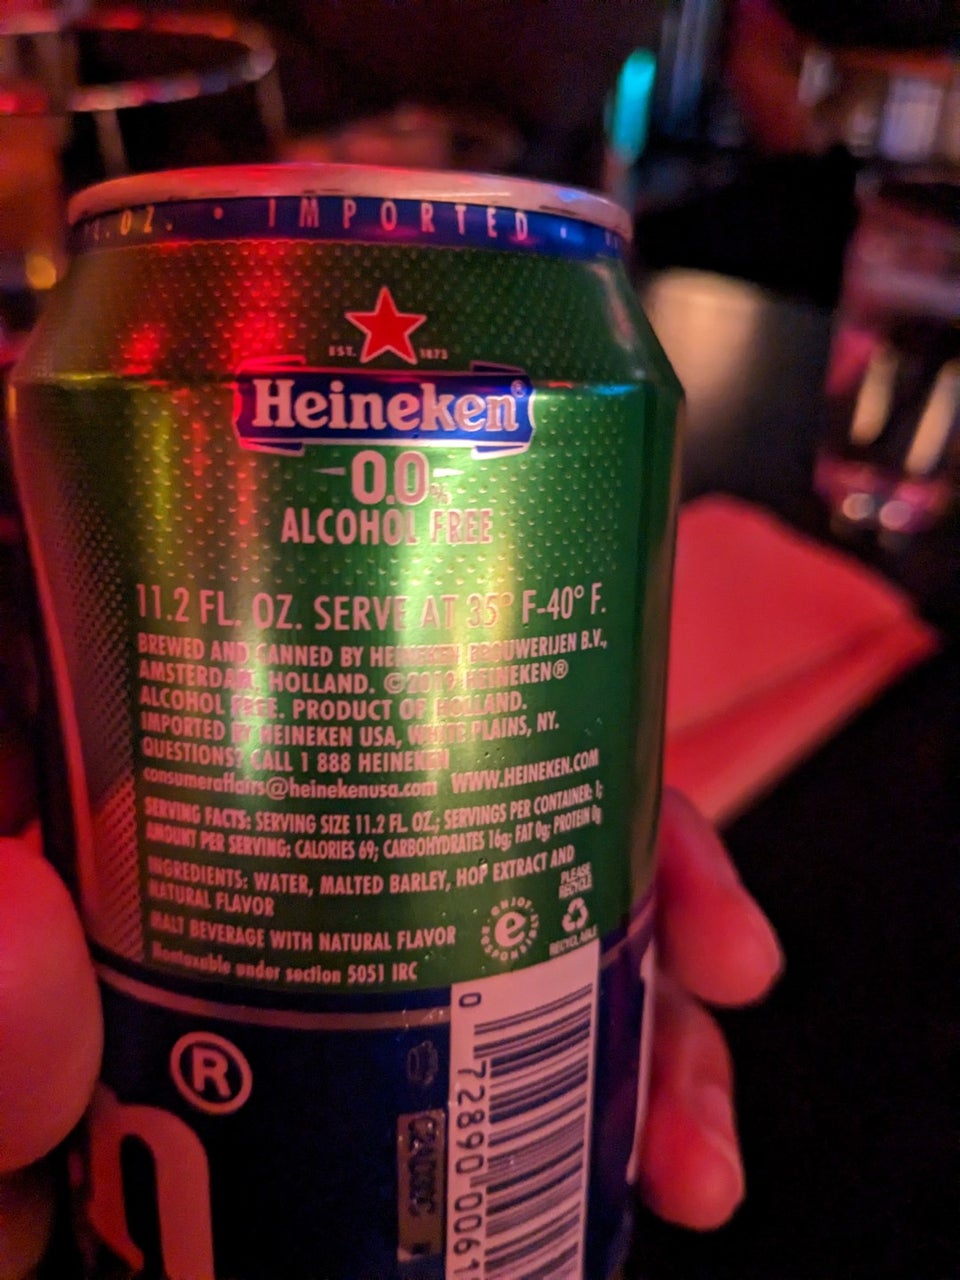 . OZ. • IMPORTED •
EST. 1873
Heineken®
0.0%
ALCOHOL FREE
11.2 FL. OZ. SERVE AT 35° F-40° F.
BREWED AND CANNED BY HEINEKEN BROUWERIJEN B.V.,
AMSTERDAM, HOLLAND. ©2019 HEINEKEN®
ALCOHOL FREE. PRODUCT OF HOLLAND.
IMPORTED BY HEINEKEN USA, WHITE PLAINS, NY.
QUESTIONS? CALL 1 888 HEINEKEN
consumeraffairs@heinekenusa.com WWW.HEINEKEN.COM
SERVING FACTS: SERVING SIZE 11.2 FL. OZ.; SERVINGS PER CONTAINER: 1;
AMOUNT PER SERVING: CALORIES 69; CARBOHYDRATES 16g; FAT 0g; PROTEIN 0g
INGREDIENTS: WATER, MALTED BARLEY, HOP EXTRACT AND
NATURAL FLAVOR
MALT BEVERAGE WITH NATURAL FLAVOR
Nontaxable under section 5051 IRC
e
PLEASE
RECYCLE
RECYCLABLE
®
n
0 72890 0061